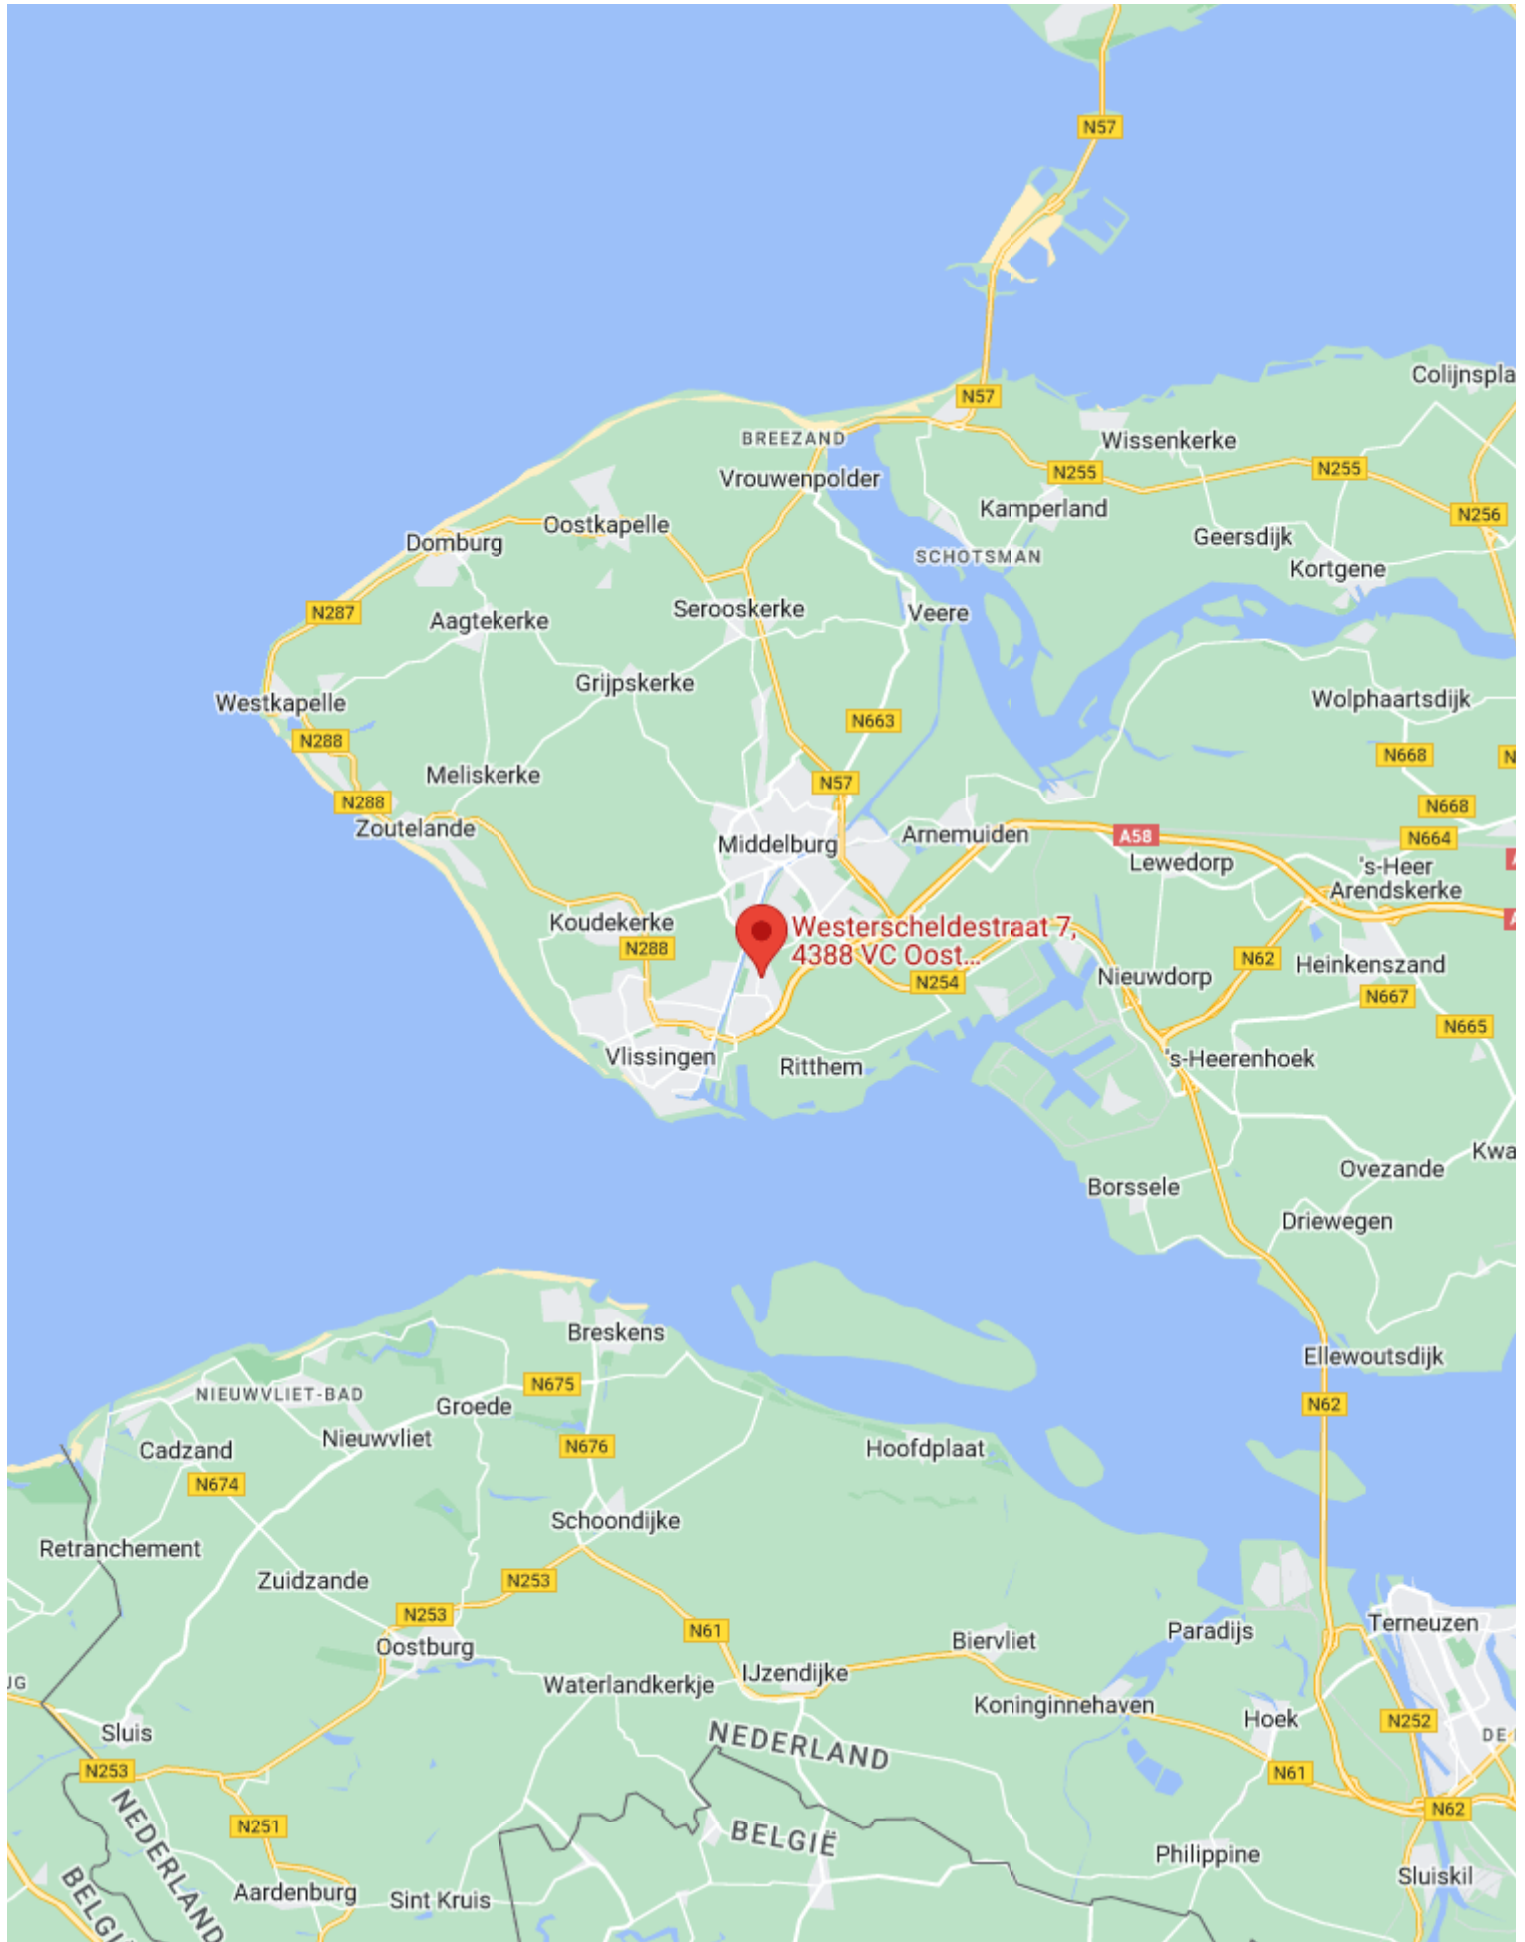 N57
Colijnspla
N57
BREEZAND
Wissenkerke
Vrouwenpolder
N255
N255
Kamperland
N256
Oostkapelle
Domburg
Geersdijk
SCHOTSMAN
Kortgene
N287
Serooskerke
Veere
Aagtekerke
Grijpskerke
Westkapelle
Wolphaartsdijk
N663
N288
N668
N
Meliskerke
N57
N288
N668
Zoutelande
Middelburg
Arnemuiden
A58
N664
Lewedorp
's-Heer
Arendskerke
Koudekerke
Westerscheldestraat 7,
4388 VC Oost...
N288
N62
Heinkenszand
Nieuwdorp
N254
N667
N665
Vlissingen
Ritthem
's-Heerenhoek
Kwa
Ovezande
Borssele
Driewegen
Breskens
Ellewoutsdijk
N675
NIEUWVLIET-BAD
Groede
N62
Cadzand
Nieuwvliet
N676
Hoofdplaat
N674
Schoondijke
Retranchement
Zuidzande
N253
N253
N61
Paradijs
Terneuzen
Oostburg
Biervliet
IJzendijke
Waterlandkerkje
JG
Koninginnehaven
Sluis
Hoek
N252
NEDERLAND
DE
N253
N61
NEDERLAND
N251
N62
BELGIË
Philippine
Sluiskil
Aardenburg
Sint Kruis
BELGI